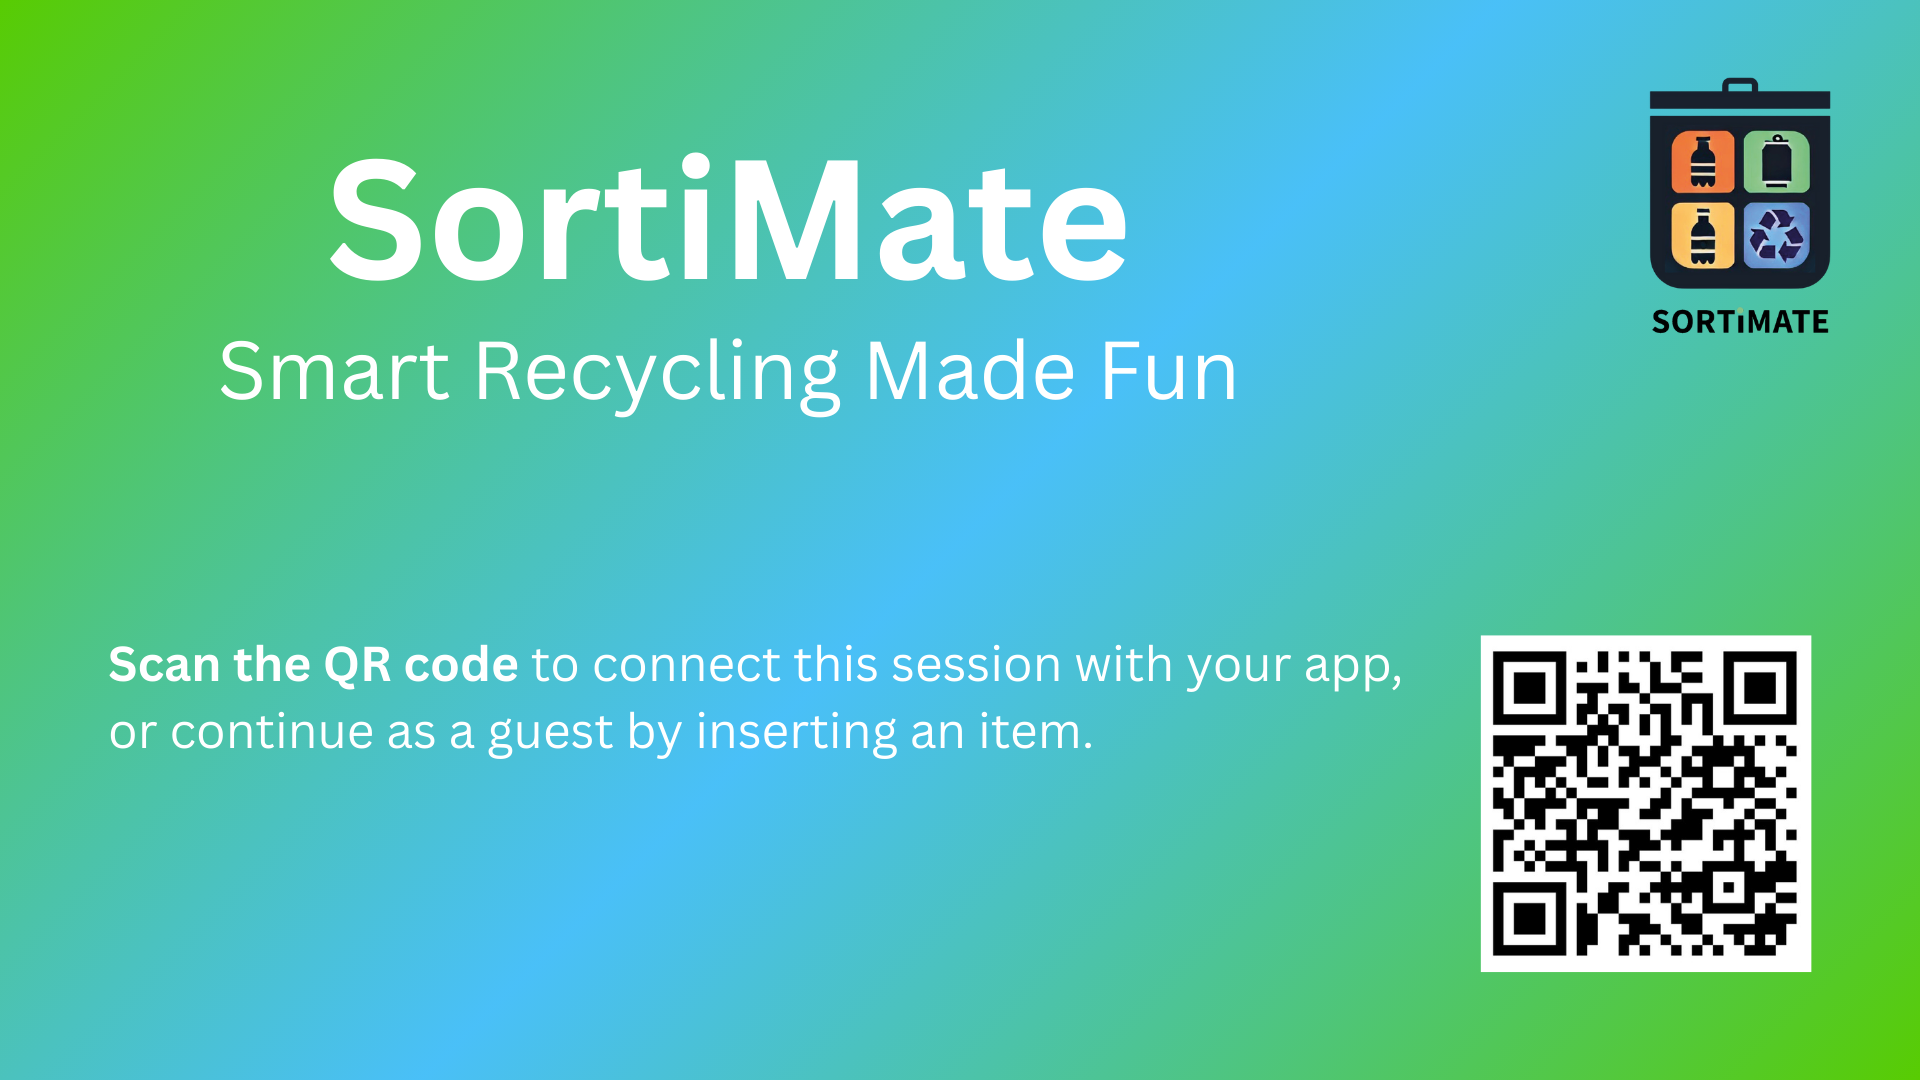 SortiMate
Smart Recycling Made Fun
SORTiMATE
Scan the QR code to connect this session with your app,
or continue as a guest by inserting an item.